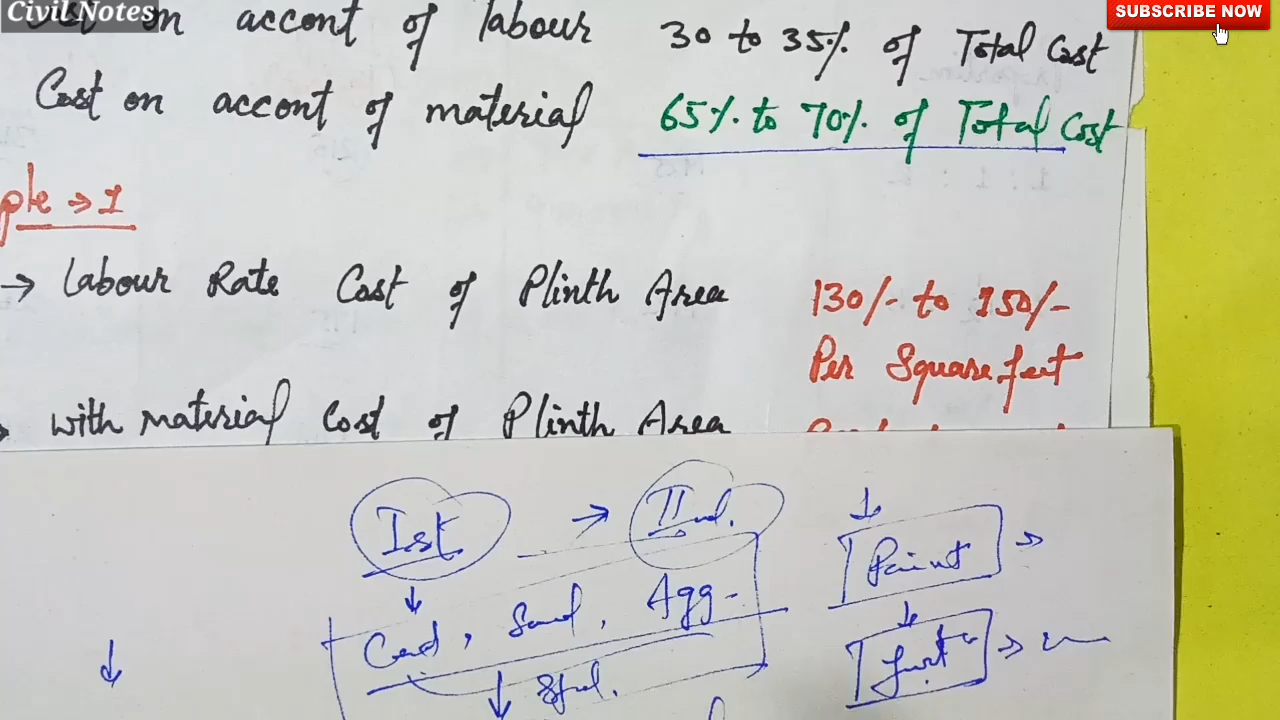 Civil Notes
SUBSCRIBE NOW
on accont of labour 30 to 35% of Total Cost
Cost on accont of material 65% to 70% of Total Cost
ple → 1
→ Labour Rate Cost of Plinth Area 130/- to 150/-
Per Square feet
with material Cost of Plinth Area
Ist → IInd.
Paint →
, Sand, Agg-